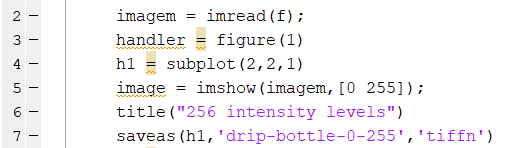 2 - imagem = imread(f);
3 - handler = figure(1)
4 - h1 = subplot(2,2,1)
5 - image = imshow(imagem,[0 255]);
6 - title("256 intensity levels")
7 - saveas(h1,'drip-bottle-0-255','tiffn')